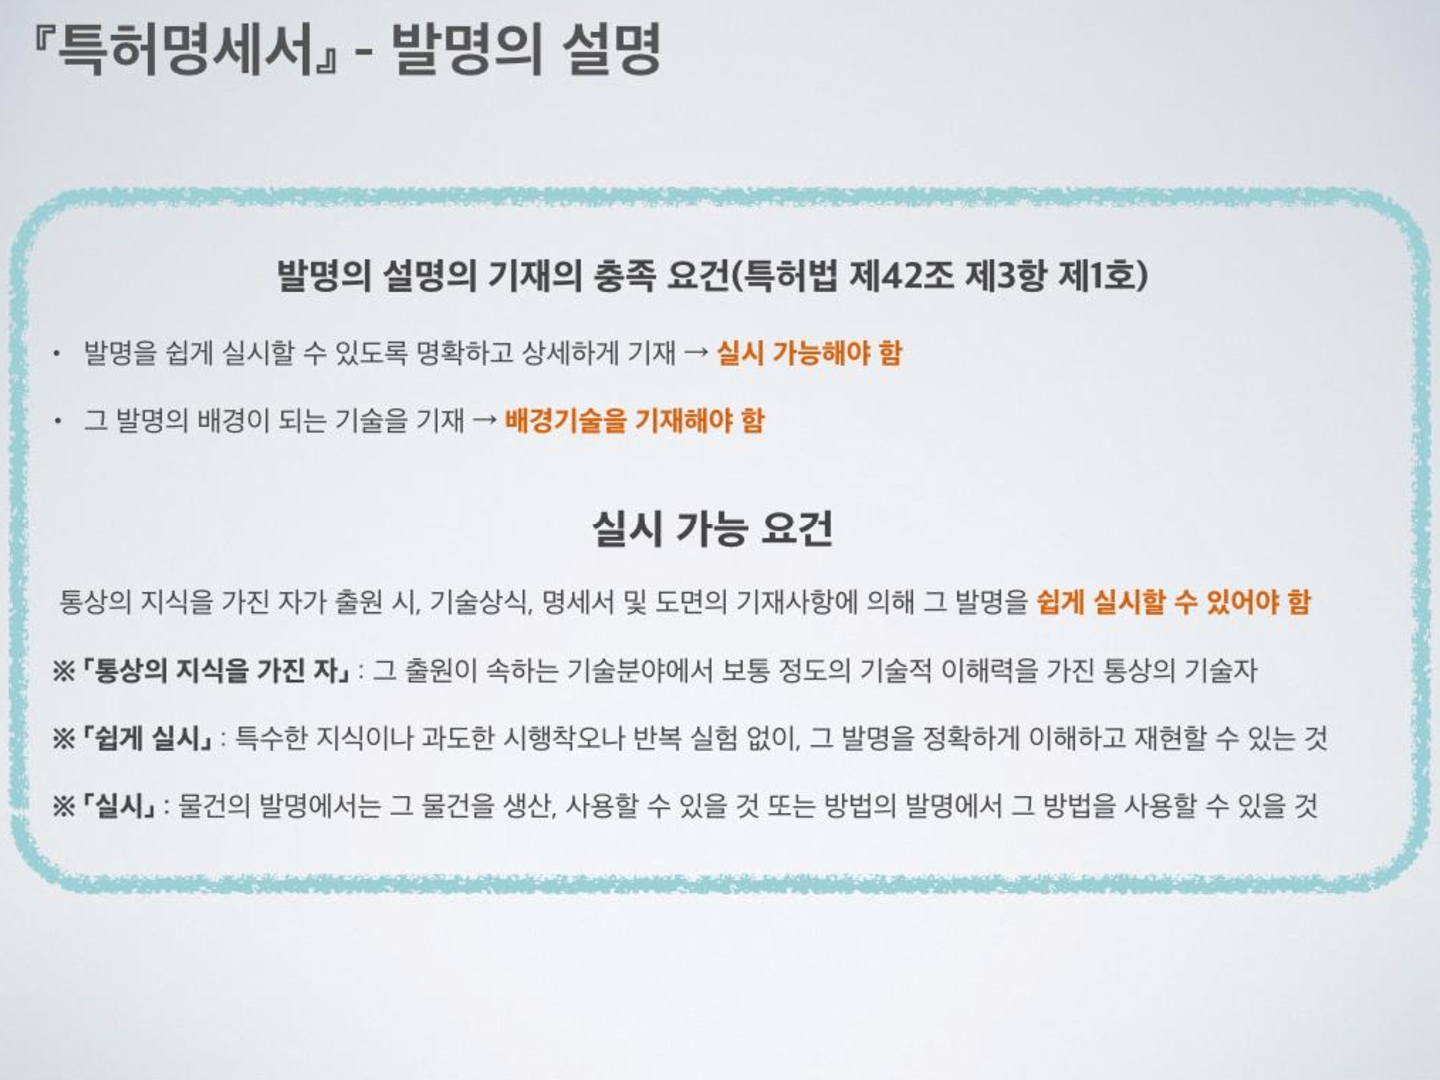 『특허명세서』 - 발명의 설명
발명의 설명의 기재의 충족 요건(특허법 제42조 제3항 제1호)
• 발명을 쉽게 실시할 수 있도록 명확하고 상세하게 기재 → 실시 가능해야 함
• 그 발명의 배경이 되는 기술을 기재 → 배경기술을 기재해야 함
실시 가능 요건
통상의 지식을 가진 자가 출원 시, 기술상식, 명세서 및 도면의 기재사항에 의해 그 발명을 쉽게 실시할 수 있어야 함
※「통상의 지식을 가진 자」 : 그 출원이 속하는 기술분야에서 보통 정도의 기술적 이해력을 가진 통상의 기술자
※「쉽게 실시」 : 특수한 지식이나 과도한 시행착오나 반복 실험 없이, 그 발명을 정확하게 이해하고 재현할 수 있는 것
※「실시」 : 물건의 발명에서는 그 물건을 생산, 사용할 수 있을 것 또는 방법의 발명에서 그 방법을 사용할 수 있을 것